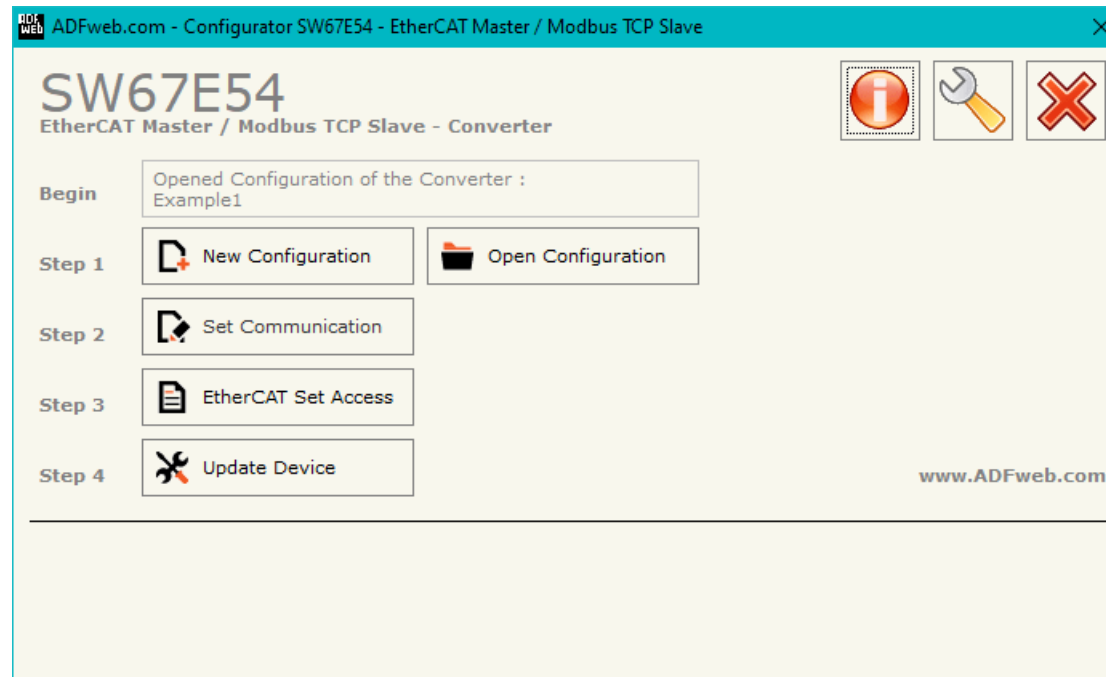 ADF WEB ADFweb.com - Configurator SW67E54 - EtherCAT Master / Modbus TCP Slave
SW67E54
EtherCAT Master / Modbus TCP Slave - Converter
Begin
Opened Configuration of the Converter :
Example1
Step 1 New Configuration Open Configuration
Step 2 Set Communication
Step 3 EtherCAT Set Access
Step 4 Update Device
www.ADFweb.com